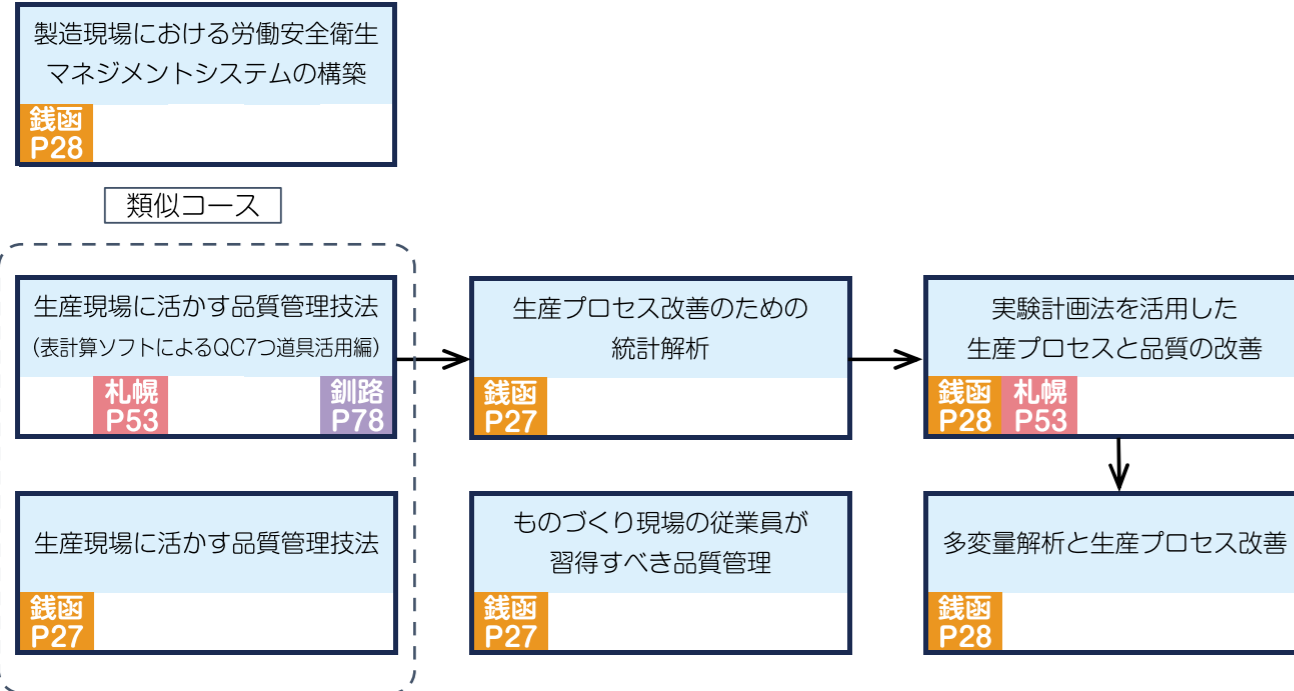 製造現場における労働安全衛生
マネジメントシステムの構築
銭函
P28
類似コース
生産現場に活かす品質管理技法
(表計算ソフトによるQC7つ道具活用編)
札幌
P53
釧路
P78
生産プロセス改善のための
統計解析
銭函
P27
実験計画法を活用した
生産プロセスと品質の改善
銭函
P28
札幌
P53
生産現場に活かす品質管理技法
銭函
P27
ものづくり現場の従業員が
習得すべき品質管理
銭函
P27
多変量解析と生産プロセス改善
銭函
P28